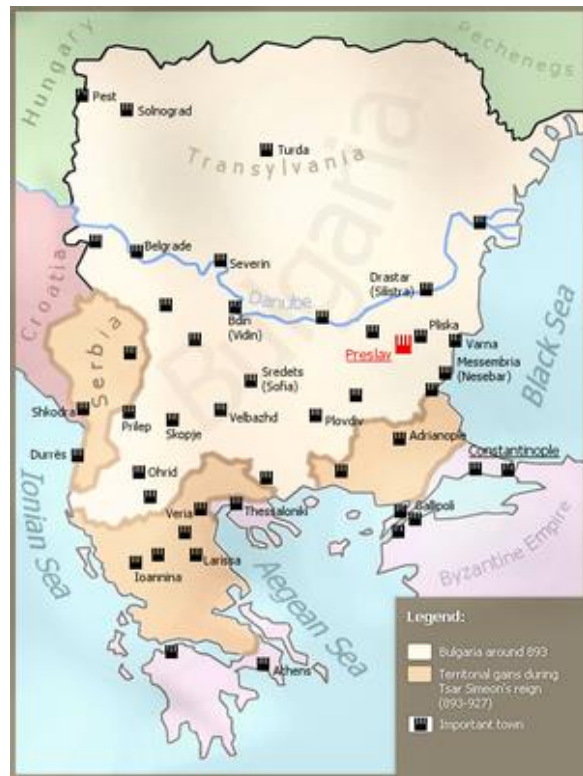 Hungary
Pechenegs
Pest
Solnograd
Turda
Transylvania
Bulgaria
Croatia
Belgrade
Severin
Drastar
(Silistra)
Danube
Bdin
(Vidin)
Serbia
Pliska
Varna
Preslav
Messembria
(Nesebar)
Black Sea
Sredets
(Sofia)
Shkodra
Prilep
Skopje
Velbazhd
Plovdiv
Adrianople
Constantinople
Durrës
Ohrid
Ionian Sea
Veria
Thessaloniki
Gallipoli
Byzantine Empire
Ioannina
Larissa
Aegean Sea
Athens
Legend:
Bulgaria around 893
Territorial gains during
Tsar Simeon's reign
(893-927)
Important town